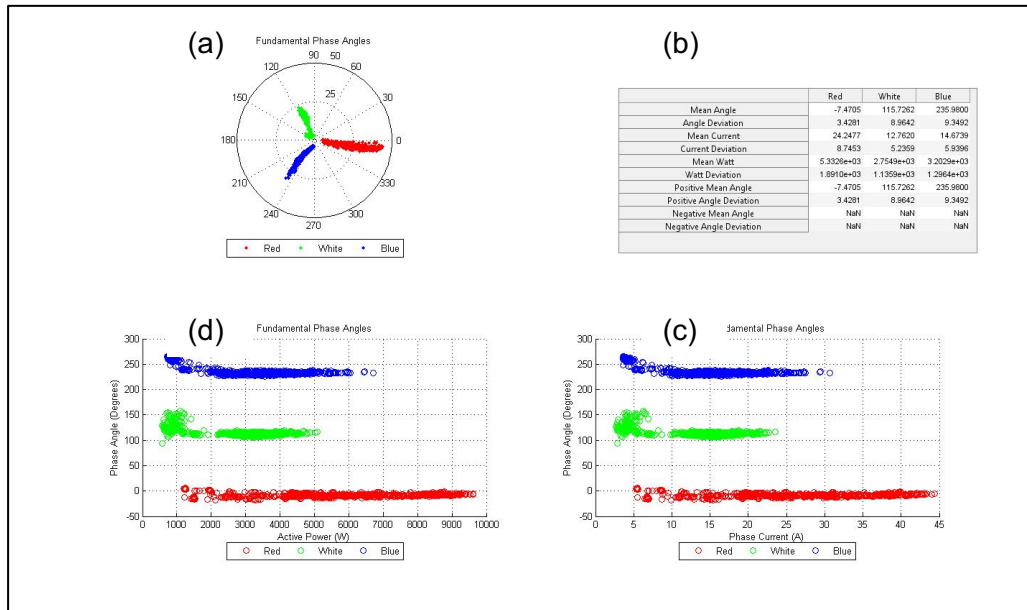 (a)
Fundamental Phase Angles
90
50
120
60
25
150
30
180
0
210
330
240
300
270
Red White Blue
(b)
Red White Blue
Mean Angle -7.4705 115.7262 235.9800
Angle Deviation 3.4281 8.9642 9.3492
Mean Current 24.2477 12.7620 14.6739
Current Deviation 8.7453 5.2359 5.9396
Mean Watt 5.3326e+03 2.7549e+03 3.2029e+03
Watt Deviation 1.8910e+03 1.1359e+03 1.2964e+03
Positive Mean Angle -7.4705 115.7262 235.9800
Positive Angle Deviation 3.4281 8.9642 9.3492
Negative Mean Angle NaN NaN NaN
Negative Angle Deviation NaN NaN NaN
(d)
Fundamental Phase Angles
Phase Angle (Degrees)
300
250
200
150
100
50
0
-50
0 1000 2000 3000 4000 5000 6000 7000 8000 9000 10000
Active Power (W)
Red White Blue
(c)
damental Phase Angles
Phase Angle (Degrees)
300
250
200
150
100
50
0
-50
0 5 10 15 20 25 30 35 40 45
Phase Current (A)
Red White Blue